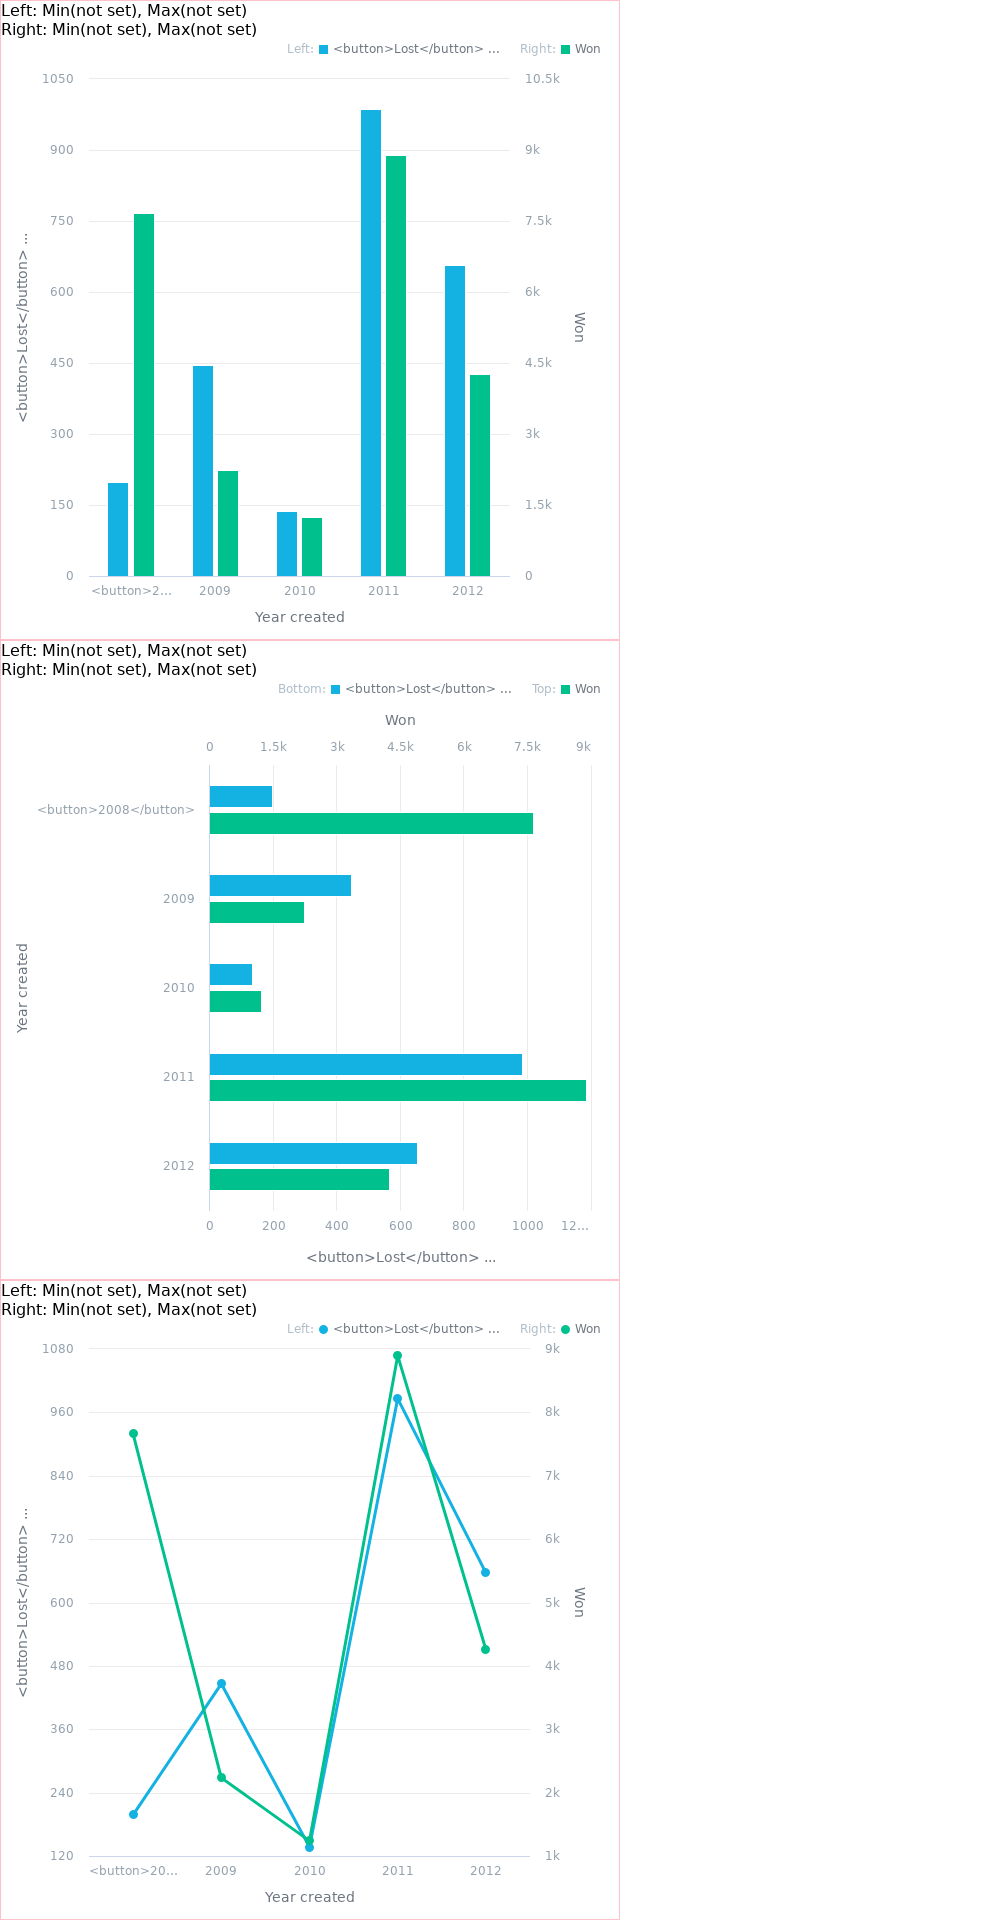 Left: Min(not set), Max(not set)
Right: Min(not set), Max(not set)
Left: <button>Lost</button> ... Right: Won
1050 10.5k
900 9k
750 7.5k
600 6k
450 4.5k
300 3k
150 1.5k
0 0
<button>Lost</button> ...
Won
<button>2... 2009 2010 2011 2012
Year created
Left: Min(not set), Max(not set)
Right: Min(not set), Max(not set)
Bottom: <button>Lost</button> ... Top: Won
Won
0 1.5k 3k 4.5k 6k 7.5k 9k
<button>2008</button>
2009
2010
2011
2012
Year created
0 200 400 600 800 1000 12...
<button>Lost</button> ...
Left: Min(not set), Max(not set)
Right: Min(not set), Max(not set)
Left: <button>Lost</button> ... Right: Won
1080 9k
960 8k
840 7k
720 6k
600 5k
480 4k
360 3k
240 2k
120 1k
<button>Lost</button> ...
Won
<button>20... 2009 2010 2011 2012
Year created